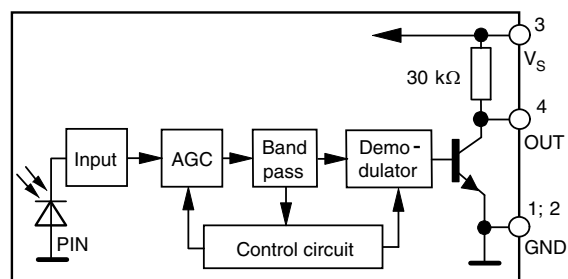 3
V_S
30 kΩ
4
OUT
Input
AGC
Band
pass
Demo-
dulator
1; 2
GND
PIN
Control circuit